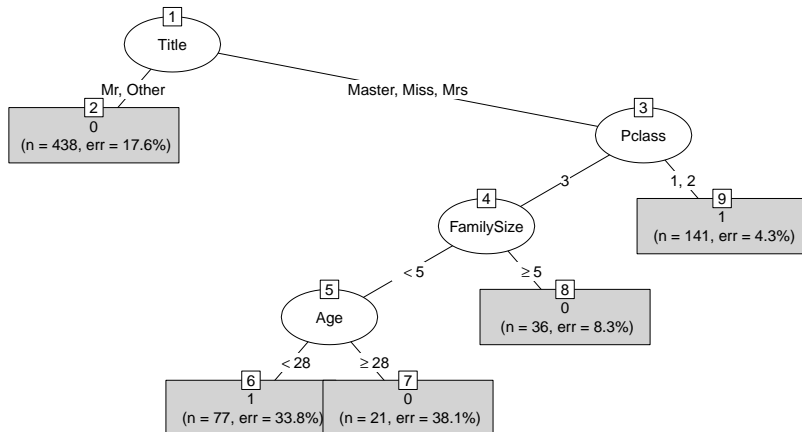 1
Title
Mr, Other
Master, Miss, Mrs
2
0
(n = 438, err = 17.6%)
3
Pclass
3
1, 2
4
FamilySize
9
1
(n = 141, err = 4.3%)
< 5
≥ 5
5
Age
8
0
(n = 36, err = 8.3%)
< 28
≥ 28
6
1
(n = 77, err = 33.8%)
7
0
(n = 21, err = 38.1%)